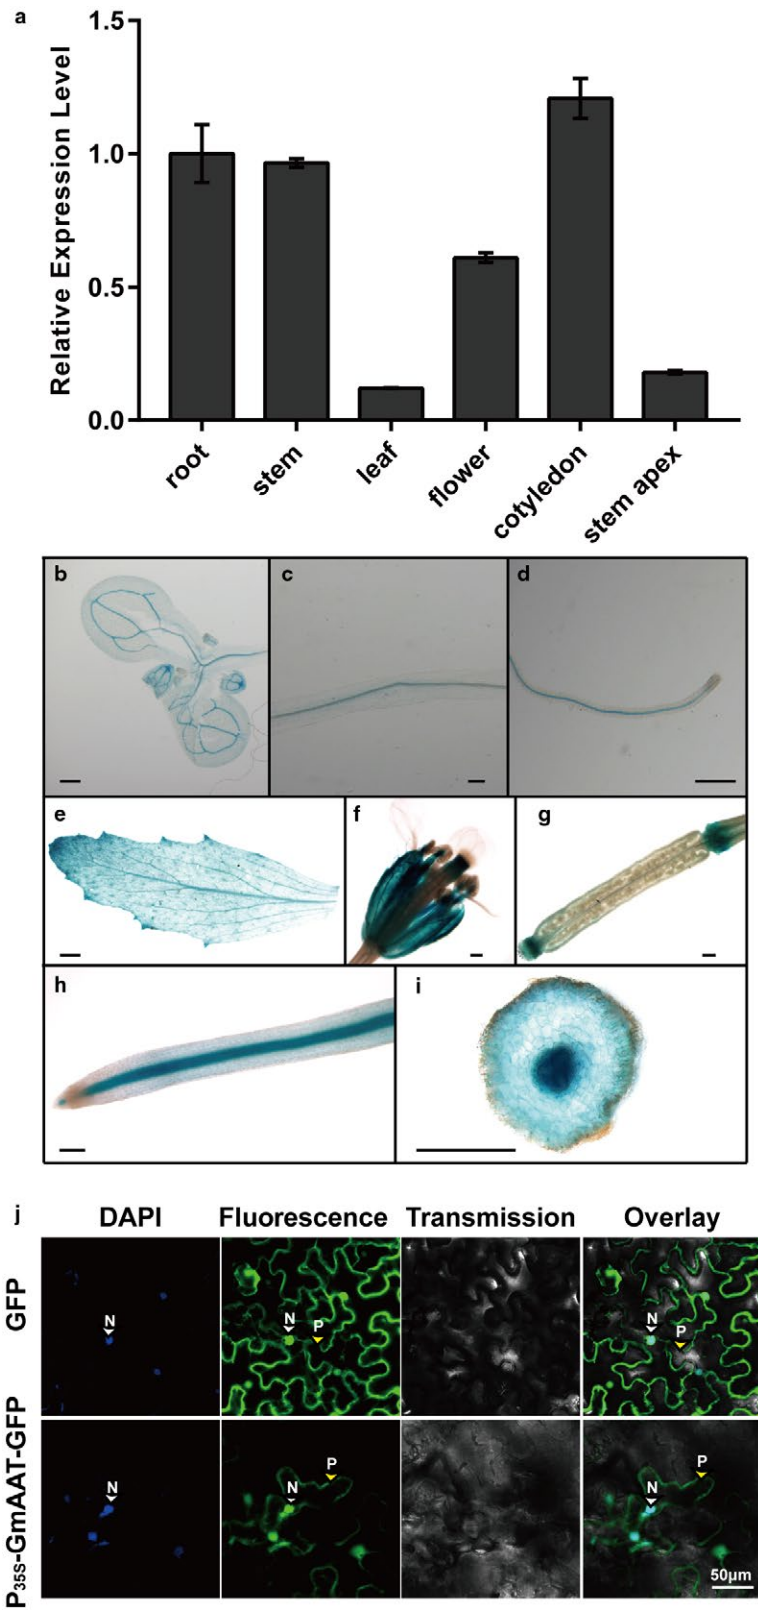 a
Relative Expression Level
1.5
1.0
0.5
0.0
root
stem
leaf
flower
cotyledon
stem apex
b
c
d
e
f
g
h
i
j
DAPI
Fluorescence
Transmission
Overlay
GFP
N
N
P
N
P
P35S-GmAAT-GFP
N
N
P
N
P
50μm